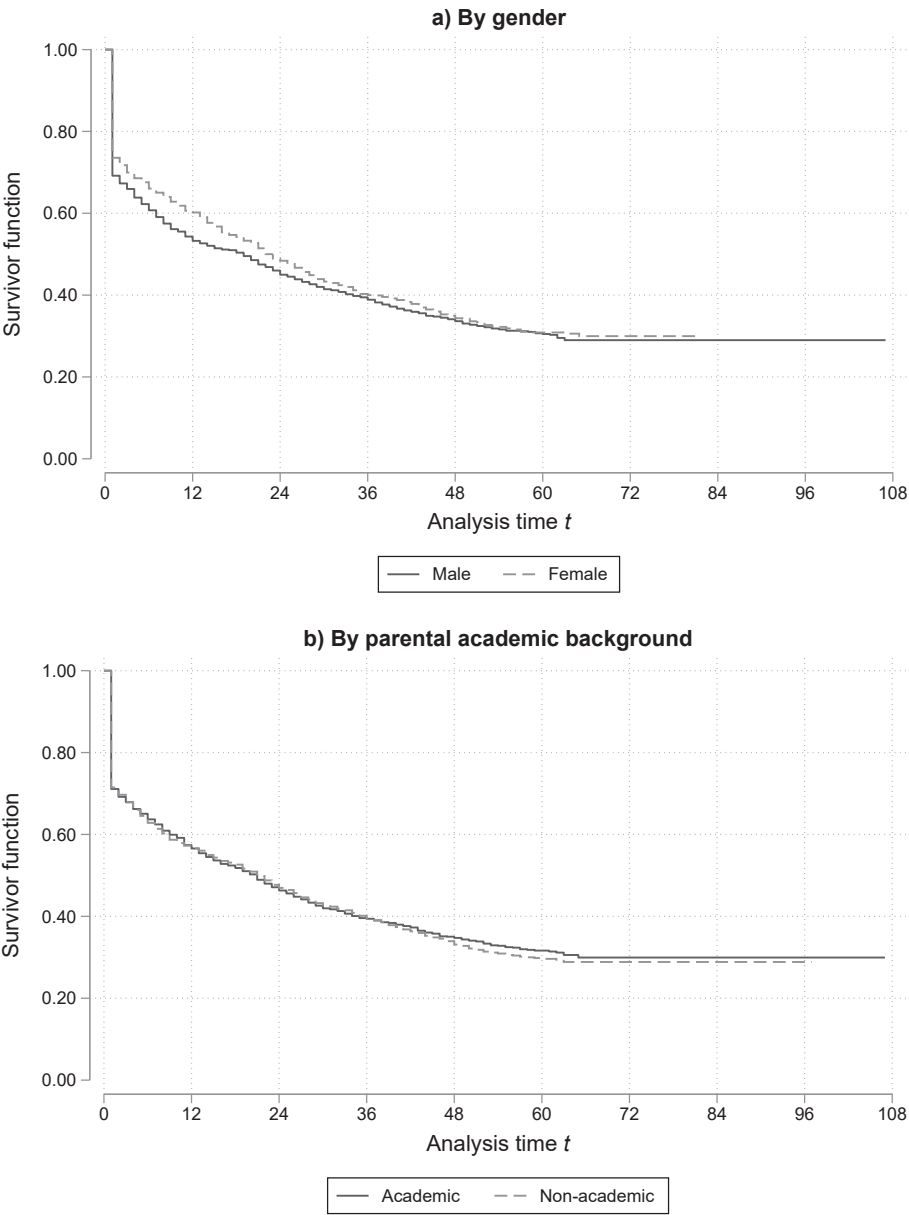 a) By gender
Survivor function
1.00
0.80
0.60
0.40
0.20
0.00
0 12 24 36 48 60 72 84 96 108
Analysis time t
Male Female
b) By parental academic background
Survivor function
1.00
0.80
0.60
0.40
0.20
0.00
0 12 24 36 48 60 72 84 96 108
Analysis time t
Academic Non-academic